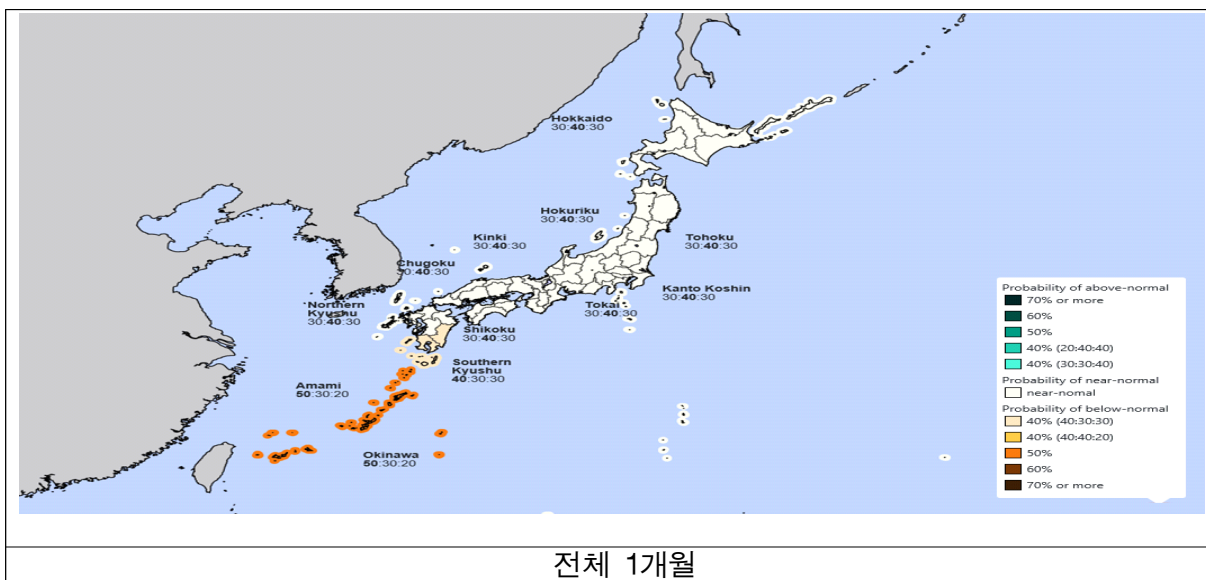 Hokkaido
30:40:30
Hokuriku
30:40:30
Kinki
30:40:30
Tohoku
30:40:30
Chugoku
30:40:30
Kanto Koshin
30:40:30
Northern
Kyushu
30:40:30
Tokai
30:40:30
Shikoku
30:40:30
Southern
Kyushu
40:30:30
Amami
50:30:20
Okinawa
50:30:20
Probability of above-normal
70% or more
60%
50%
40% (20:40:40)
40% (30:30:40)
Probability of near-normal
near-nomal
Probability of below-normal
40% (40:30:30)
40% (40:40:20)
50%
60%
70% or more
전체 1개월